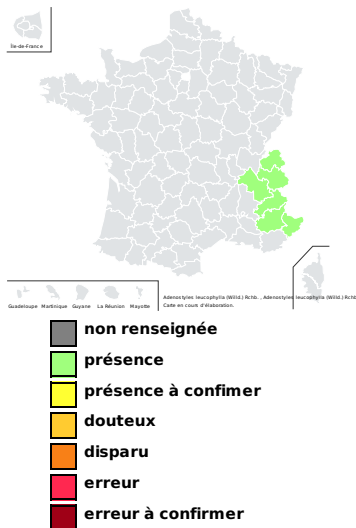 Île-de-France
Guadeloupe Martinique Guyane La Réunion Mayotte
Adenostyles leucophylla (Willd.) Rchb. , Adenostyles leucophylla (Willd.) Rchb
Carte en cours d'élaboration.
non renseignée
présence
présence à confimer
douteux
disparu
erreur
erreur à confirmer